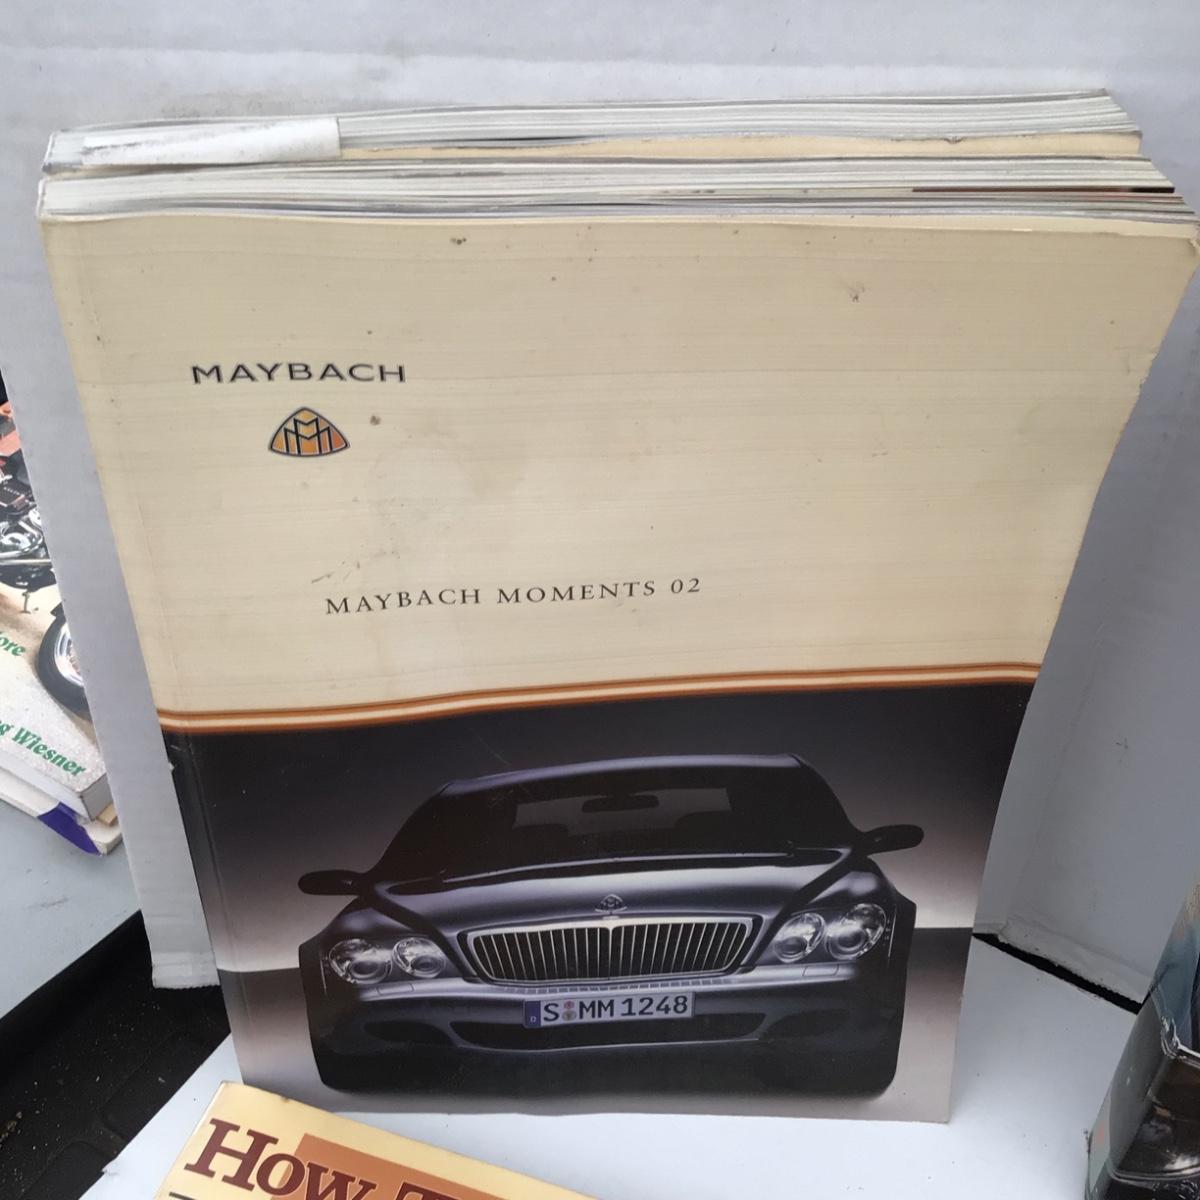 MAYBACH
MAYBACH MOMENTS 02
S MM 1248
D
ore
g Wiesner
How T